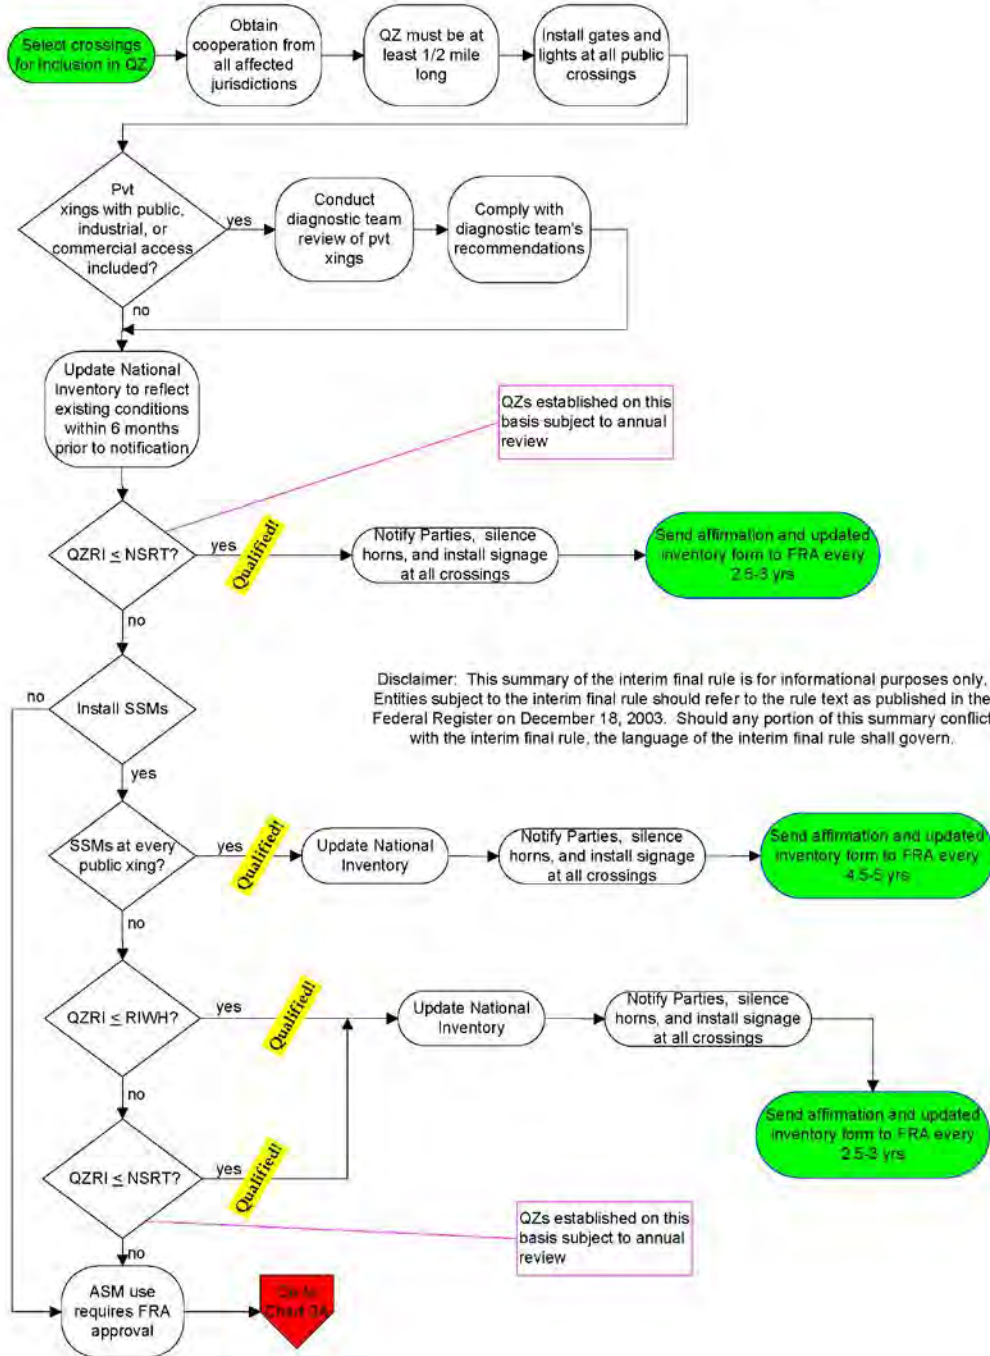 Select crossings
for Inclusion in QZ
Obtain
cooperation from
all affected
jurisdictions
QZ must be at
least 1/2 mile
long
Install gates and
lights at all public
crossings
Pvt
xings with public,
industrial, or
commercial access
included?
yes
Conduct
diagnostic team
review of pvt
xings
Comply with
diagnostic team's
recommendations
no
Update National
Inventory to reflect
existing conditions
within 6 months
prior to notification
QZs established on this
basis subject to annual
review
QZRI ≤ NSRT?
yes
Qualified!
Notify Parties, silence
horns, and install signage
at all crossings
Send affirmation and updated
inventory form to FRA every
2.5-3 yrs
no
Disclaimer: This summary of the interim final rule is for informational purposes only.
Entities subject to the interim final rule should refer to the rule text as published in the
Federal Register on December 18, 2003. Should any portion of this summary conflict
with the interim final rule, the language of the interim final rule shall govern.
Install SSMs
no
yes
SSMs at every
public xing?
yes
Qualified!
Update National
Inventory
Notify Parties, silence
horns, and install signage
at all crossings
Send affirmation and updated
inventory form to FRA every
4.5-5 yrs
no
QZRI ≤ RIWH?
yes
Qualified!
Update National
Inventory
Notify Parties, silence
horns, and install signage
at all crossings
Send affirmation and updated
inventory form to FRA every
2.5-3 yrs
no
QZRI ≤ NSRT?
yes
Qualified!
QZs established on this
basis subject to annual
review
no
ASM use
requires FRA
approval
Go to
Chart